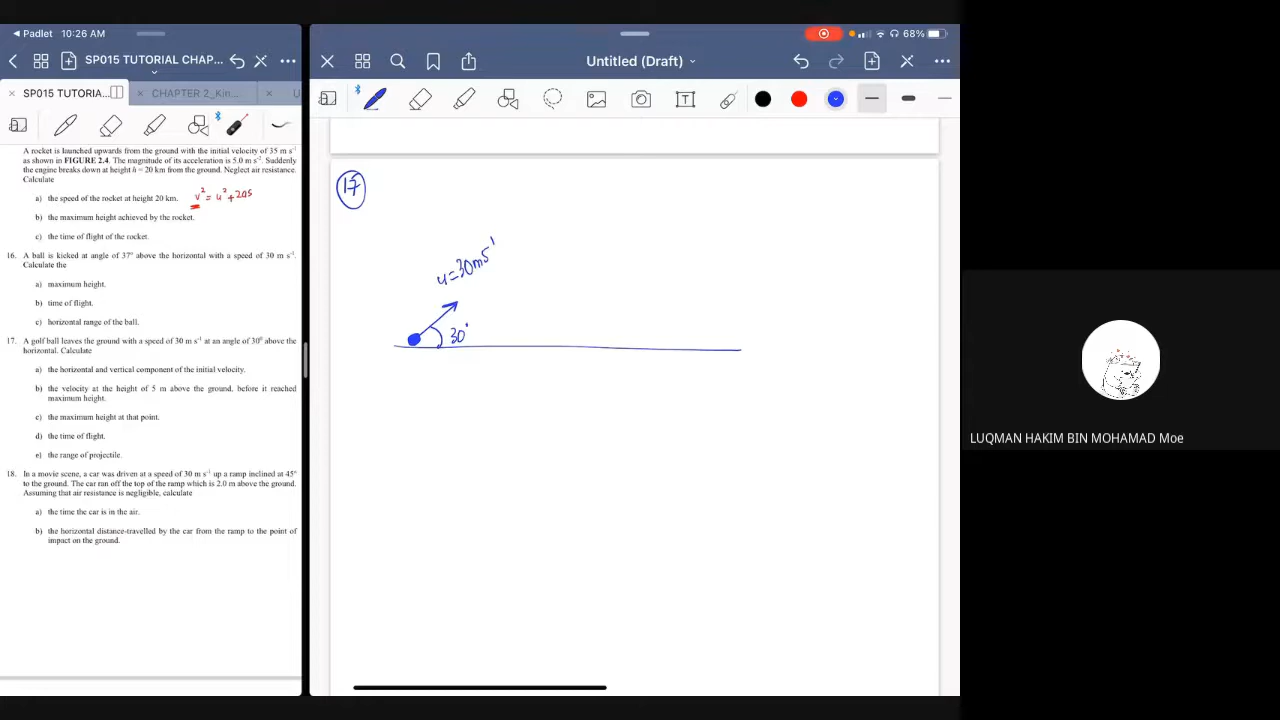 Padlet 10:26 AM
68%
SP015 TUTORIAL CHAP...
Untitled (Draft)
SP015 TUTORIA...
CHAPTER 2_Kin...
A rocket is launched upwards from the ground with the initial velocity of 35 m s⁻¹
as shown in FIGURE 2.4. The magnitude of its acceleration is 5.0 m s⁻². Suddenly
the engine breaks down at height h = 20 km from the ground. Neglect air resistance.
Calculate
a) the speed of the rocket at height 20 km. v² = u² + 2as
b) the maximum height achieved by the rocket.
c) the time of flight of the rocket.
16. A ball is kicked at angle of 37° above the horizontal with a speed of 30 m s⁻¹.
Calculate the
a) maximum height.
b) time of flight.
c) horizontal range of the ball.
17. A golf ball leaves the ground with a speed of 30 m s⁻¹ at an angle of 30⁰ above the
horizontal. Calculate
a) the horizontal and vertical component of the initial velocity.
b) the velocity at the height of 5 m above the ground, before it reached
maximum height.
c) the maximum height at that point.
d) the time of flight.
e) the range of projectile.
18. In a movie scene, a car was driven at a speed of 30 m s⁻¹ up a ramp inclined at 45°
to the ground. The car ran off the top of the ramp which is 2.0 m above the ground.
Assuming that air resistance is negligible, calculate
a) the time the car is in the air.
b) the horizontal distance-travelled by the car from the ramp to the point of
impact on the ground.
17
u=30ms⁻¹
30°
LUQMAN HAKIM BIN MOHAMAD Moe